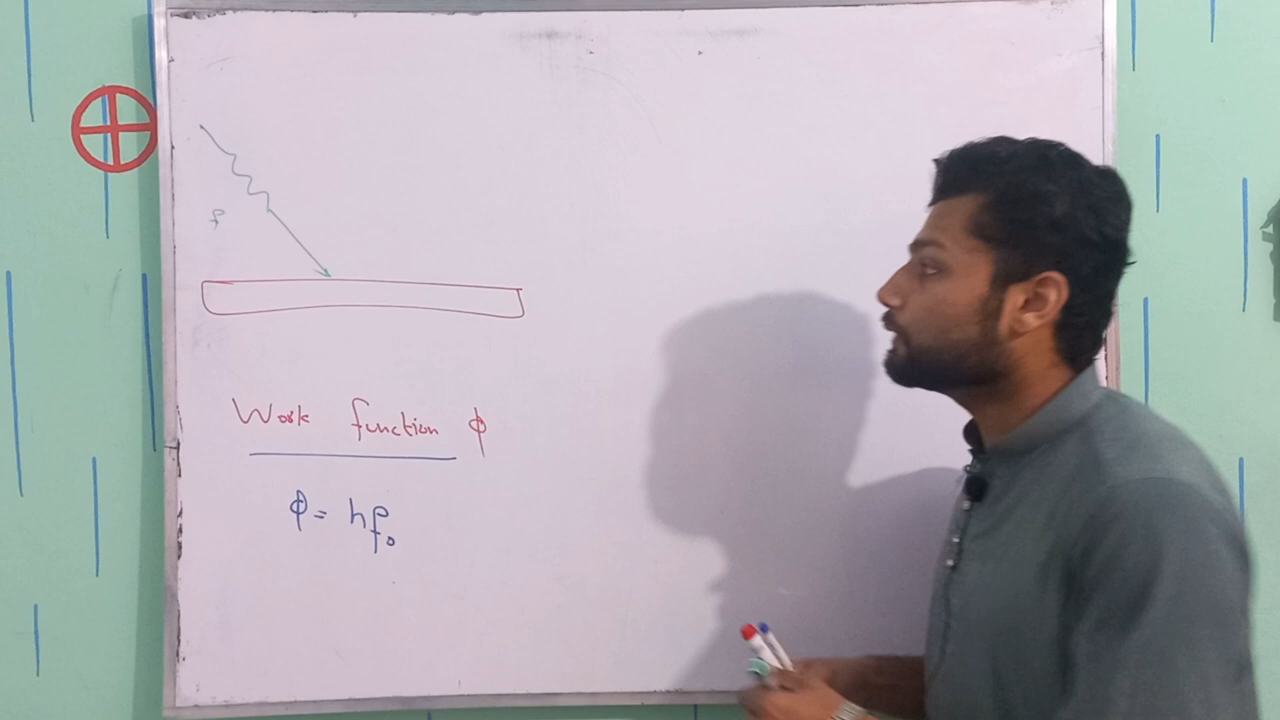 f
Work function ϕ
ϕ = hf₀